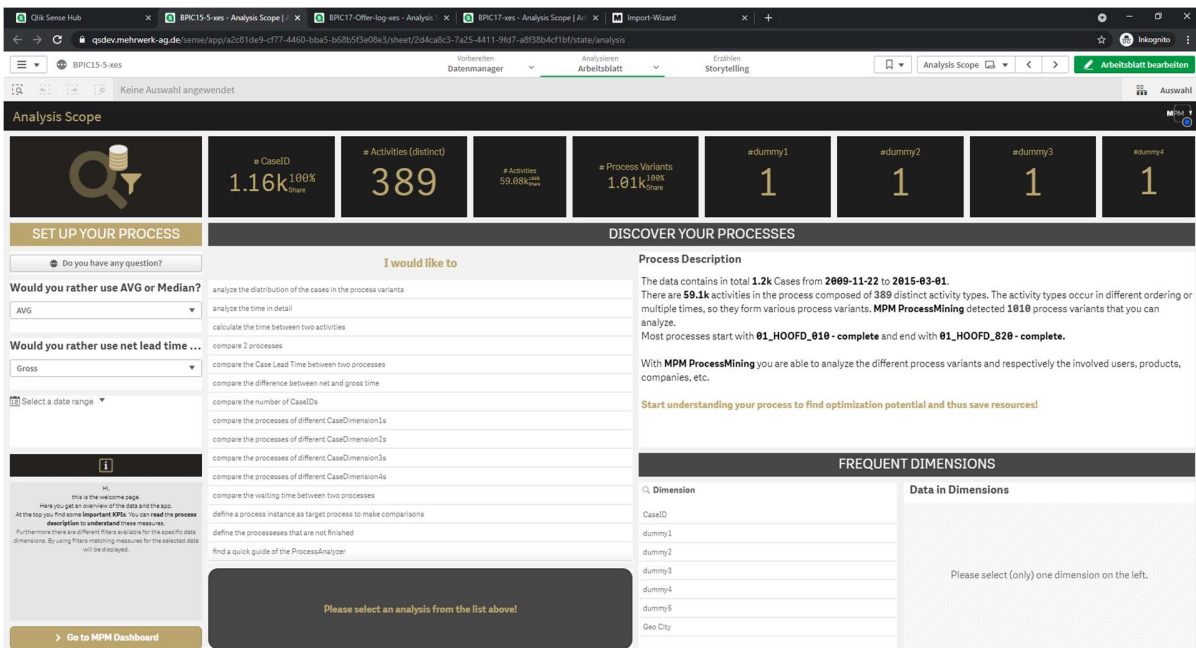 Qlik Sense Hub
BPIC15-5-xes - Analysis Scope | A
BPIC17-Offer-log-xes - Analysis S
BPIC17-xes - Analysis Scope | Arb
Import-Wizard
qsdev.mehrwerk-ag.de/sense/app/a2c81de9-cf77-4460-bba5-b68b5f3e08e3/sheet/2d4ca8c3-7a25-4411-9fd7-a8f38b4cf1bf/state/analysis
Inkognito
BPIC15-5-xes
Vorbereiten
Datenmanager
Analysieren
Arbeitsblatt
Erzählen
Storytelling
Analysis Scope
Arbeitsblatt bearbeiten
Keine Auswahl angewendet
Auswahl
Analysis Scope
MPM
# CaseID
1.16k 100% Share
# Activities (distinct)
389
# Activities
59.08k 100% Share
# Process Variants
1.01k 100% Share
#dummy1
1
#dummy2
1
#dummy3
1
#dummy4
1
SET UP YOUR PROCESS
DISCOVER YOUR PROCESSES
Do you have any question?
Would you rather use AVG or Median?
AVG
Would you rather use net lead time ...
Gross
Select a date range
i
Hi,
this is the welcome page.
Here you get an overview of the data and the app.
At the top you find some important KPIs. You can read the process
description to understand these measures.
Furthermore there are different filters available for the specific data
dimensions. By using filters matching measures for the selected data
will be displayed.
> Go to MPM Dashboard
I would like to
analyze the distribution of the cases in the process variants
analyze the time in detail
calculate the time between two activities
compare 2 processes
compare the Case Lead Time between two processes
compare the difference between net and gross time
compare the number of CaseIDs
compare the processes of different CaseDimension1s
compare the processes of different CaseDimension2s
compare the processes of different CaseDimension3s
compare the processes of different CaseDimension4s
compare the waiting time between two processes
define a process instance as target process to make comparisons
define the processeses that are not finished
find a quick guide of the ProcessAnalyzer
Please select an analysis from the list above!
Process Description
The data contains in total 1.2k Cases from 2009-11-22 to 2015-03-01.
There are 59.1k activities in the process composed of 389 distinct activity types. The activity types occur in different ordering or
multiple times, so they form various process variants. MPM ProcessMining detected 1010 process variants that you can
analyze.
Most processes start with 01_HOOFD_010 - complete and end with 01_HOOFD_820 - complete.
With MPM ProcessMining you are able to analyze the different process variants and respectively the involved users, products,
companies, etc.
Start understanding your process to find optimization potential and thus save resources!
FREQUENT DIMENSIONS
Dimension
CaseID
dummy1
dummy2
dummy3
dummy4
dummy5
Geo City
Data in Dimensions
Please select (only) one dimension on the left.